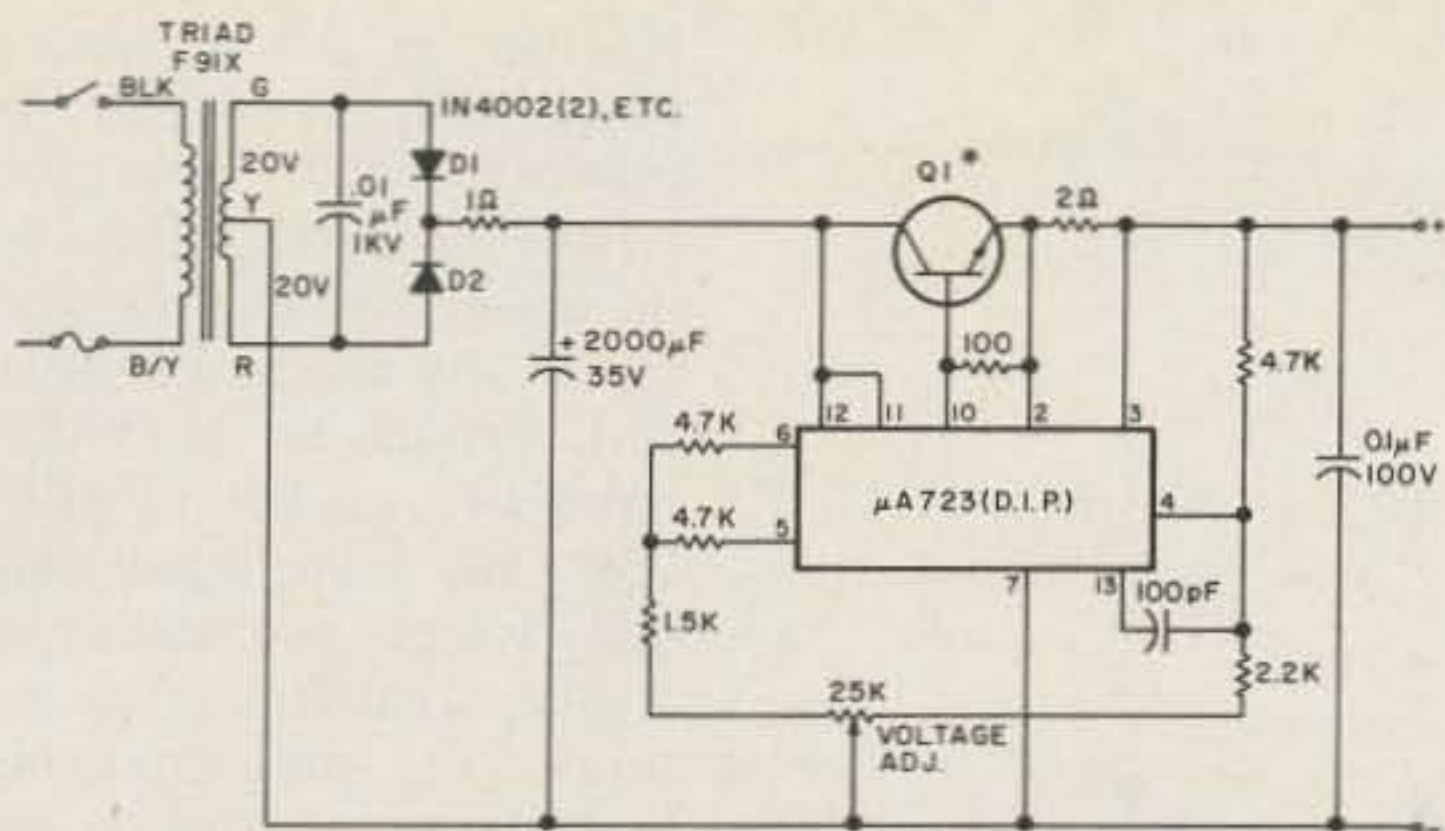 TRIAD
F91X
BLK
G
1N4002(2), ETC.
20V
.01
μF
1KV
D1
1Ω
Q1*
2Ω
Y
20V
D2
B/Y
R
+2000μF
35V
100
4.7K
12
11
10
2
3
4.7K
6
0.1μF
100V
μA723(D.I.P.)
4
4.7K
5
7
13
100pF
1.5K
2.2K
25K
VOLTAGE
ADJ.
+
-